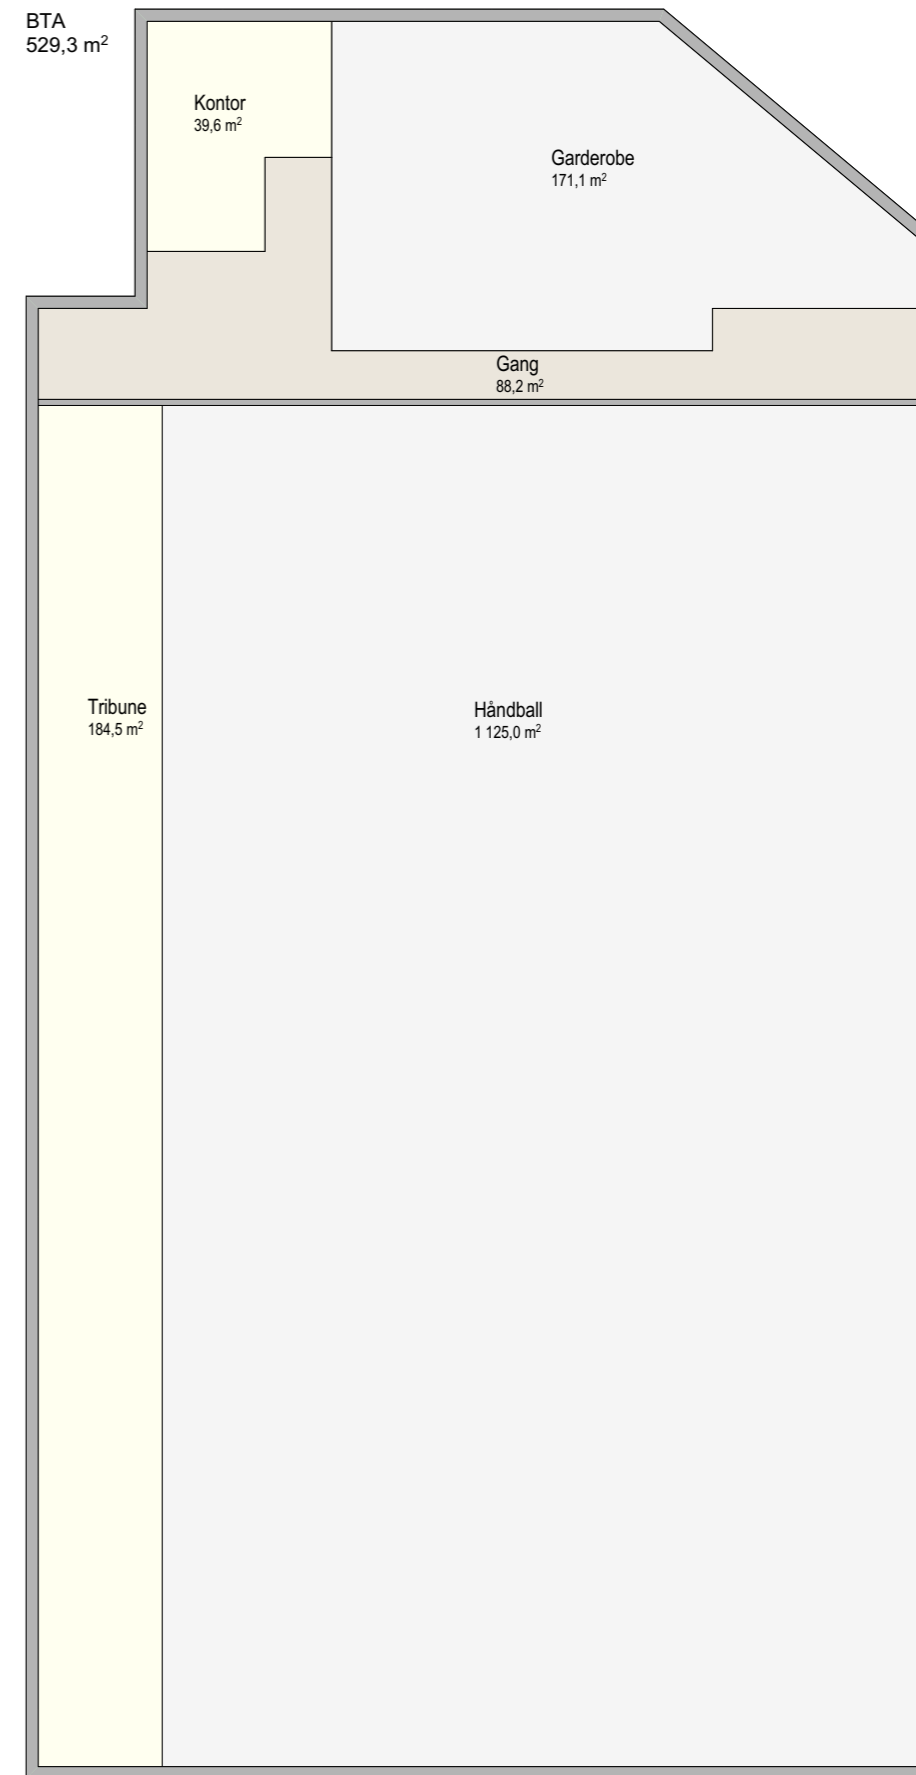 BTA
529,3 m²
Kontor
39,6 m²
Garderobe
171,1 m²
Gang
88,2 m²
Tribune
184,5 m²
Håndball
1 125,0 m²